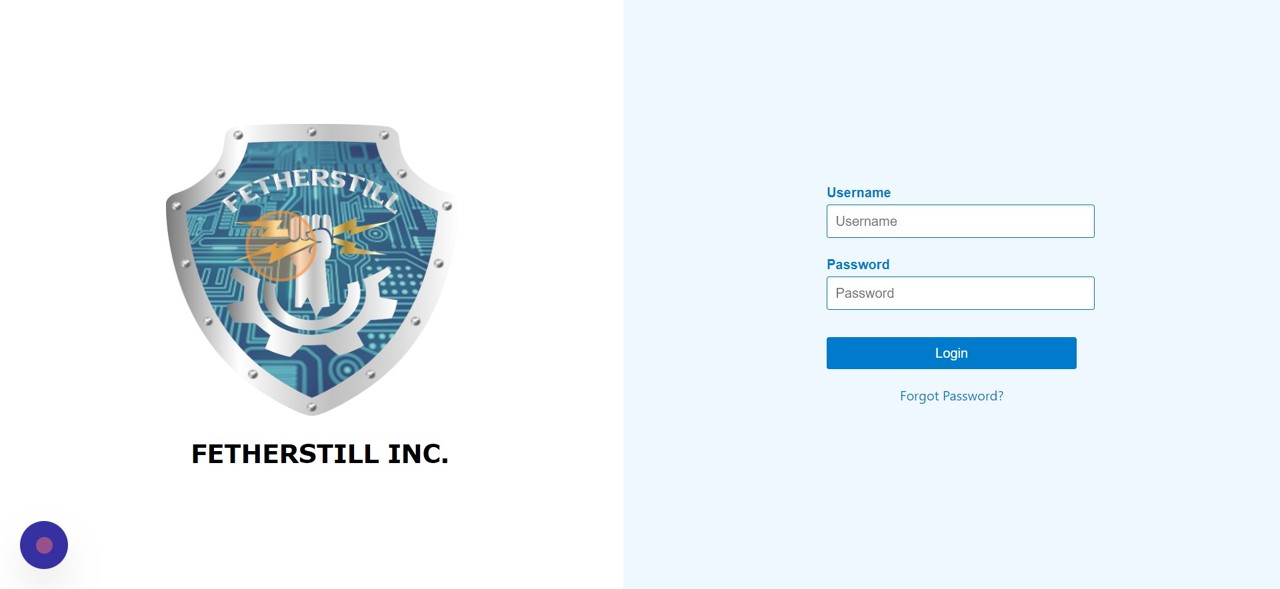 FETHERSTILL
FETHERSTILL INC.
Username
Username
Password
Password
Login
Forgot Password?